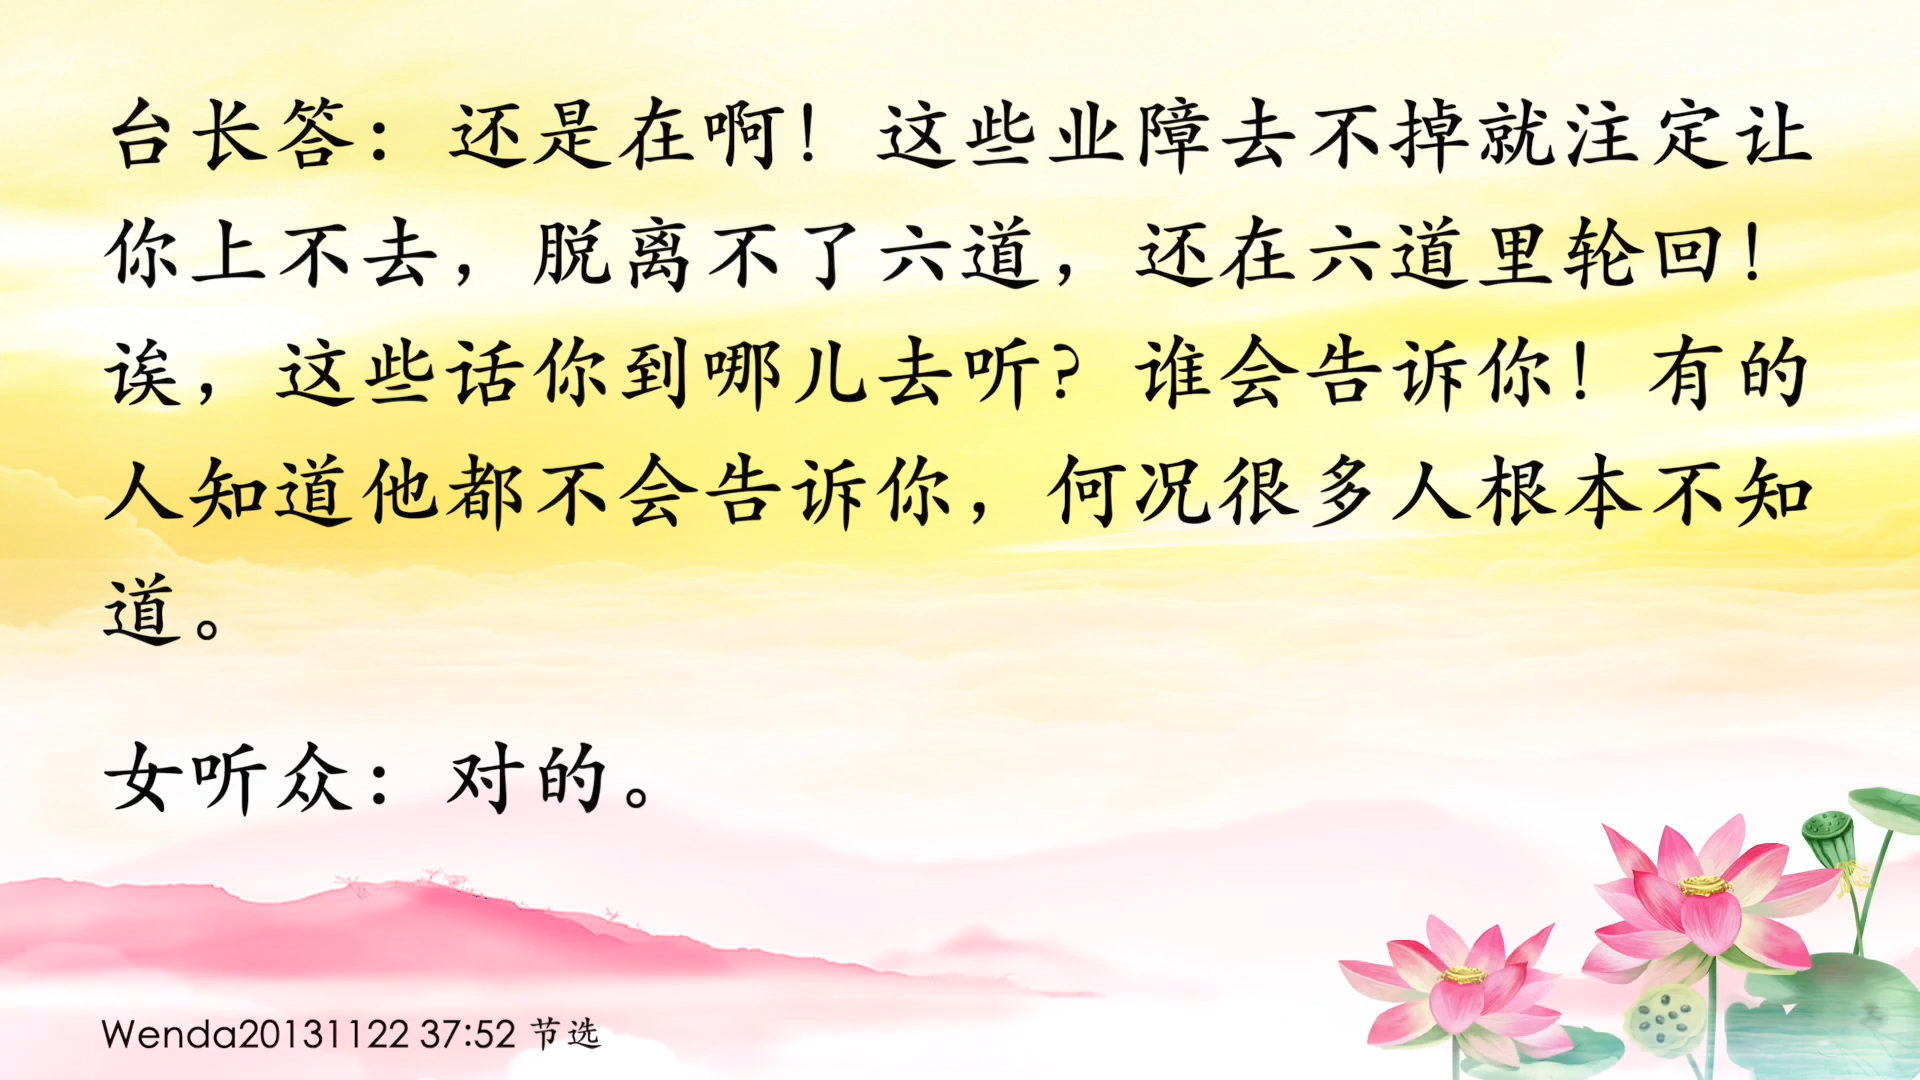 台长答：还是在啊！这些业障去不掉就注定让
你上不去，脱离不了六道，还在六道里轮回！
诶，这些话你到哪儿去听？谁会告诉你！有的
人知道他都不会告诉你，何况很多人根本不知
道。
女听众：对的。
Wenda20131122 37:52 节选